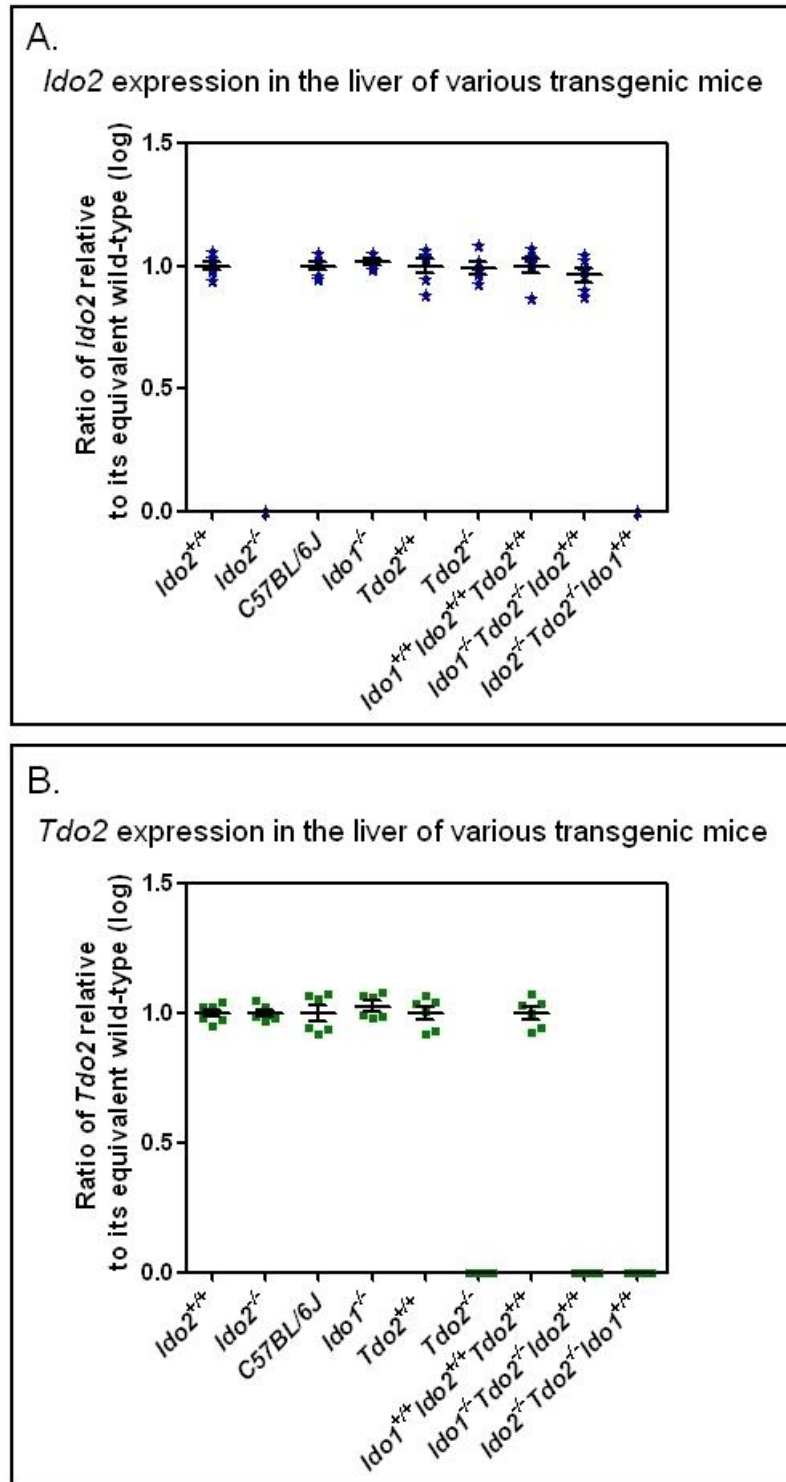 A.
Ido2 expression in the liver of various transgenic mice
Ratio of Ido2 relative
to its equivalent wild-type (log)
1.5
1.0
0.5
0.0
Ido2+/+
Ido2-/-
C57BL/6J
Ido1-/-
Tdo2+/+
Tdo2-/-
Ido1+/+Ido2+/+Tdo2+/+
Ido1-/-Tdo2-/-Ido2+/+
Ido2-/-Tdo2-/-Ido1+/+
B.
Tdo2 expression in the liver of various transgenic mice
Ratio of Tdo2 relative
to its equivalent wild-type (log)
1.5
1.0
0.5
0.0
Ido2+/+
Ido2-/-
C57BL/6J
Ido1-/-
Tdo2+/+
Tdo2-/-
Ido1+/+Ido2+/+Tdo2+/+
Ido1-/-Tdo2-/-Ido2+/+
Ido2-/-Tdo2-/-Ido1+/+